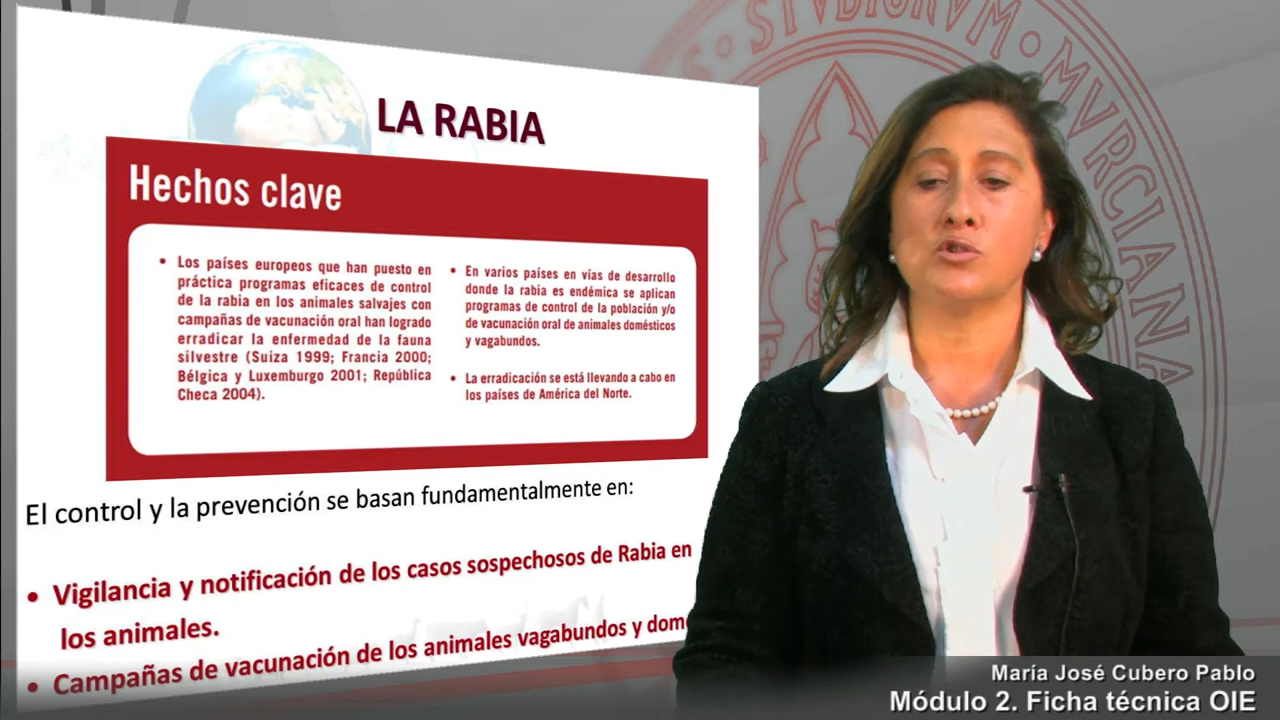 STVDIORVM
MVRCIANA
LA RABIA
Hechos clave
• Los países europeos que han puesto en
práctica programas eficaces de control
de la rabia en los animales salvajes con
campañas de vacunación oral han logrado
erradicar la enfermedad de la fauna
silvestre (Suiza 1999; Francia 2000;
Bélgica y Luxemburgo 2001; República
Checa 2004).
• En varios países en vías de desarrollo
donde la rabia es endémica se aplican
programas de control de la población y/o
de vacunación oral de animales domésticos
y vagabundos.
• La erradicación se está llevando a cabo en
los países de América del Norte.
El control y la prevención se basan fundamentalmente en:
• Vigilancia y notificación de los casos sospechosos de Rabia en
los animales.
• Campañas de vacunación de los animales vagabundos y dom
María José Cubero Pablo
Módulo 2. Ficha técnica OIE